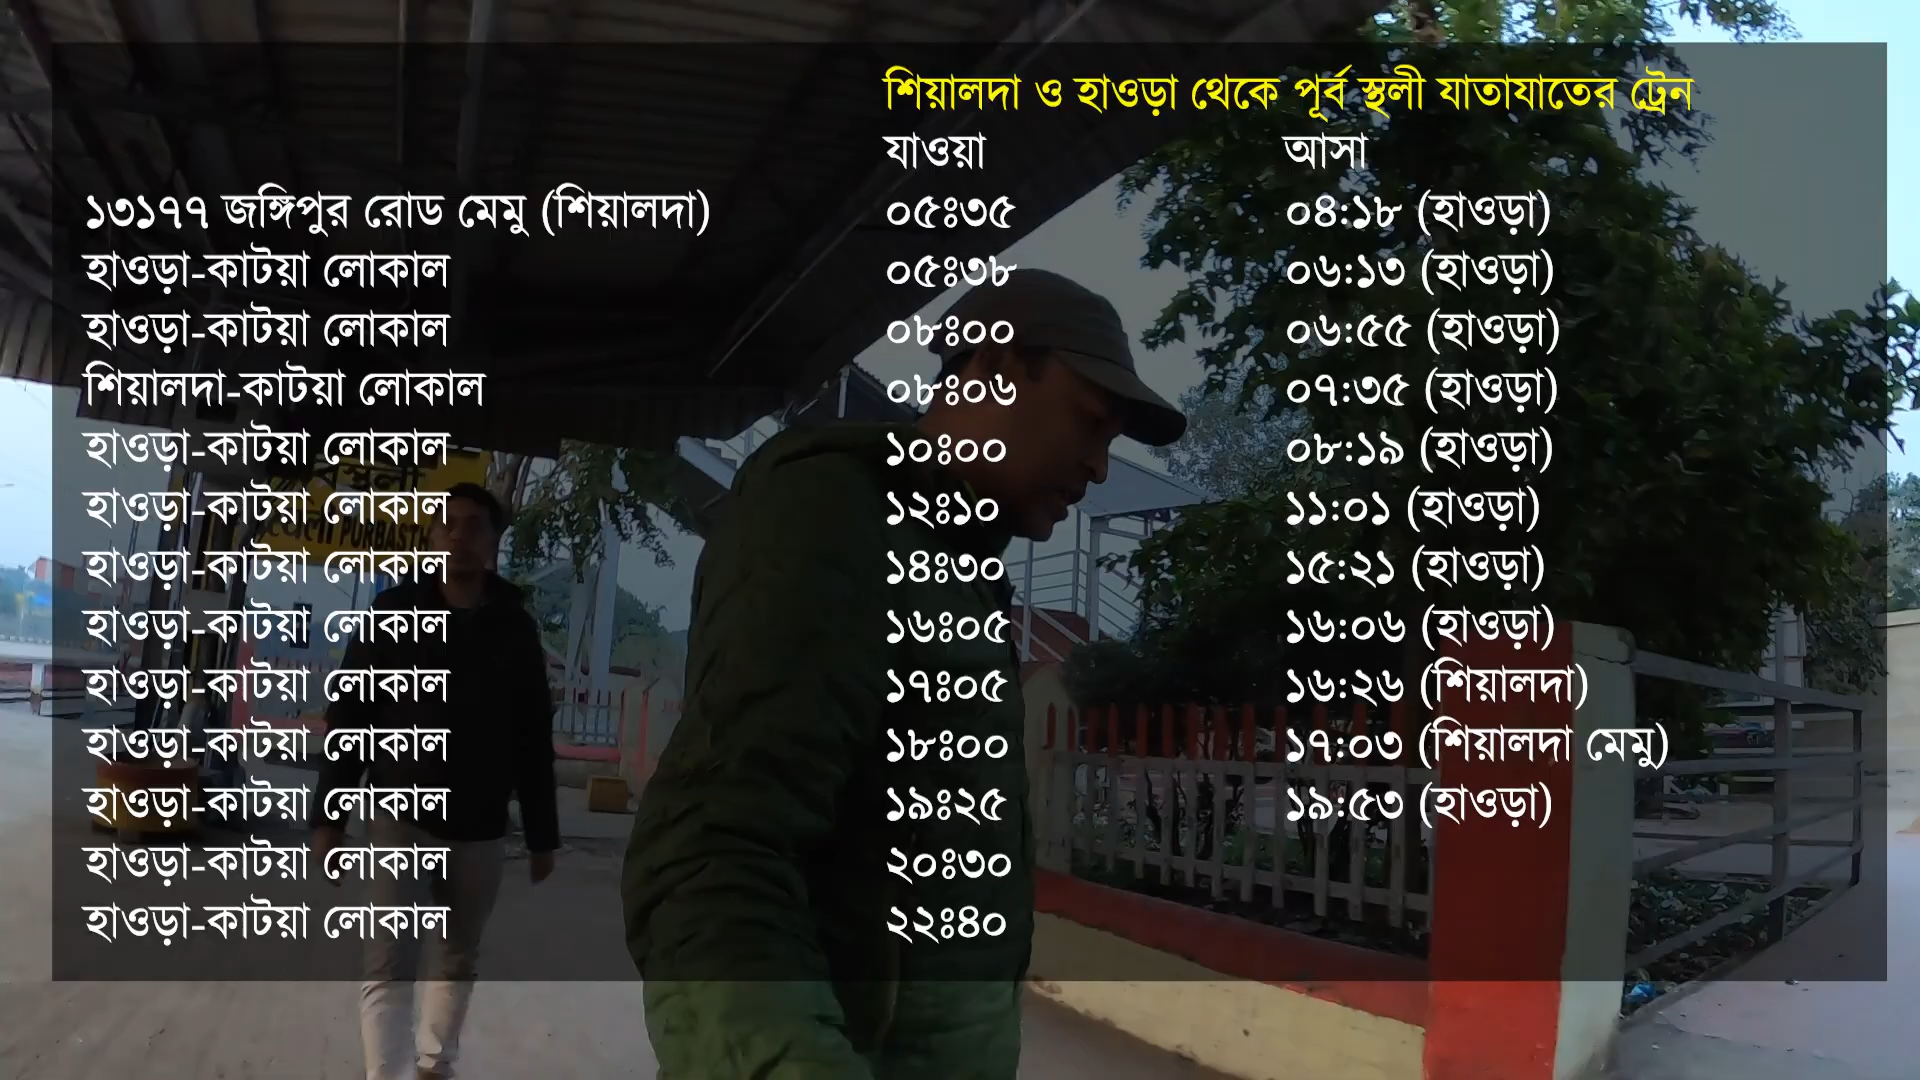 শিয়ালদা ও হাওড়া থেকে পূর্ব স্থলী যাতাযাতের ট্রেন
যাওয়া আসা
১৩১৭৭ জঙ্গিপুর রোড মেমু (শিয়ালদা) ০৫ঃ৩৫ ০৪:১৮ (হাওড়া)
হাওড়া-কাটয়া লোকাল ০৫ঃ৩৮ ০৬:১৩ (হাওড়া)
হাওড়া-কাটয়া লোকাল ০৮ঃ০০ ০৬:৫৫ (হাওড়া)
শিয়ালদা-কাটয়া লোকাল ০৮ঃ০৬ ০৭:৩৫ (হাওড়া)
হাওড়া-কাটয়া লোকাল ১০ঃ০০ ০৮:১৯ (হাওড়া)
হাওড়া-কাটয়া লোকাল ১২ঃ১০ ১১:০১ (হাওড়া)
হাওড়া-কাটয়া লোকাল ১৪ঃ৩০ ১৫:২১ (হাওড়া)
হাওড়া-কাটয়া লোকাল ১৬ঃ০৫ ১৬:০৬ (হাওড়া)
হাওড়া-কাটয়া লোকাল ১৭ঃ০৫ ১৬:২৬ (শিয়ালদা)
হাওড়া-কাটয়া লোকাল ১৮ঃ০০ ১৭:০৩ (শিয়ালদা মেমু)
হাওড়া-কাটয়া লোকাল ১৯ঃ২৫ ১৯:৫৩ (হাওড়া)
হাওড়া-কাটয়া লোকাল ২০ঃ৩০
হাওড়া-কাটয়া লোকাল ২২ঃ৪০